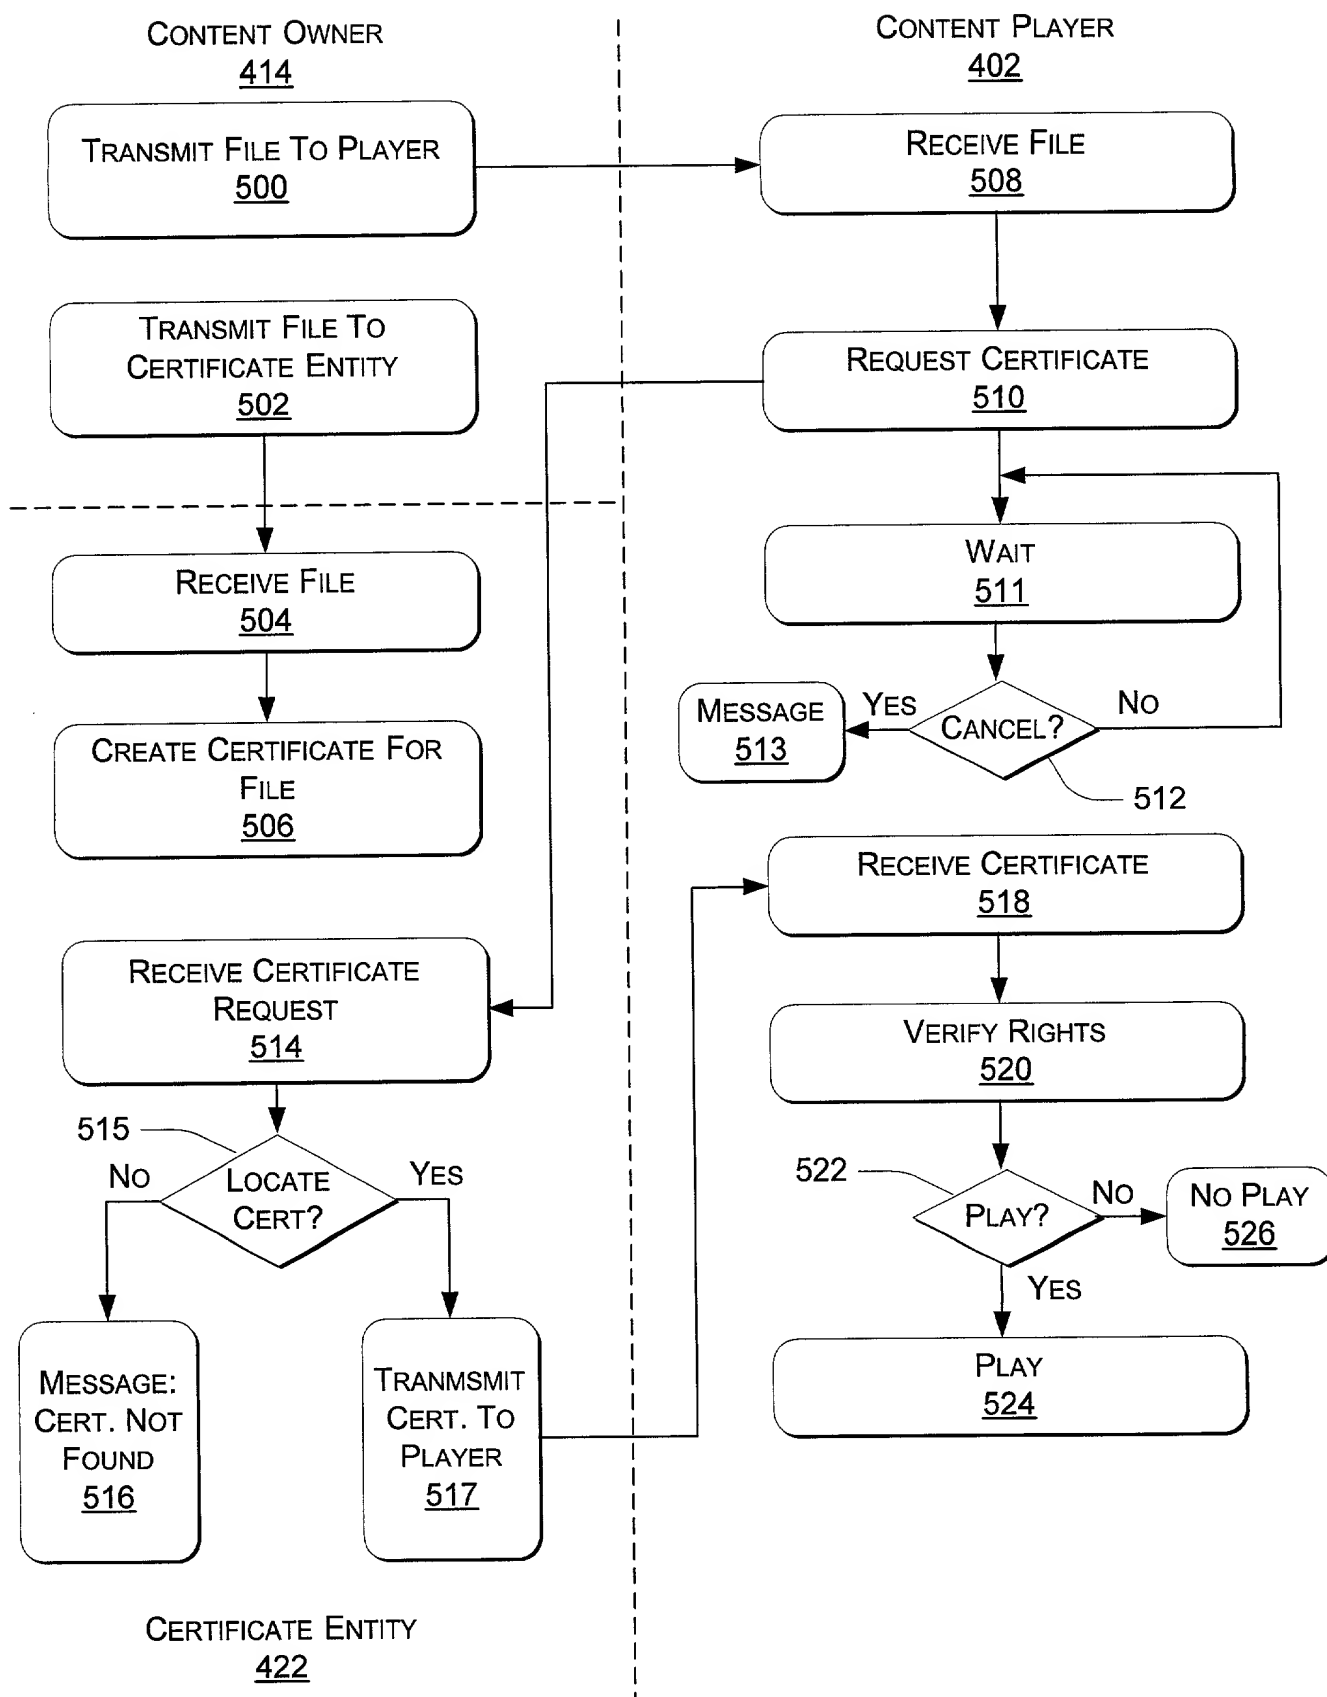 CONTENT OWNER
414
TRANSMIT FILE TO PLAYER
500
TRANSMIT FILE TO
CERTIFICATE ENTITY
502
RECEIVE FILE
504
CREATE CERTIFICATE FOR
FILE
506
RECEIVE CERTIFICATE
REQUEST
514
515
NO
YES
LOCATE
CERT?
MESSAGE:
CERT. NOT
FOUND
516
TRANMSMIT
CERT. TO
PLAYER
517
CERTIFICATE ENTITY
422
CONTENT PLAYER
402
RECEIVE FILE
508
REQUEST CERTIFICATE
510
WAIT
511
MESSAGE
513
YES
CANCEL?
NO
512
RECEIVE CERTIFICATE
518
VERIFY RIGHTS
520
522
PLAY?
NO
NO PLAY
526
YES
PLAY
524